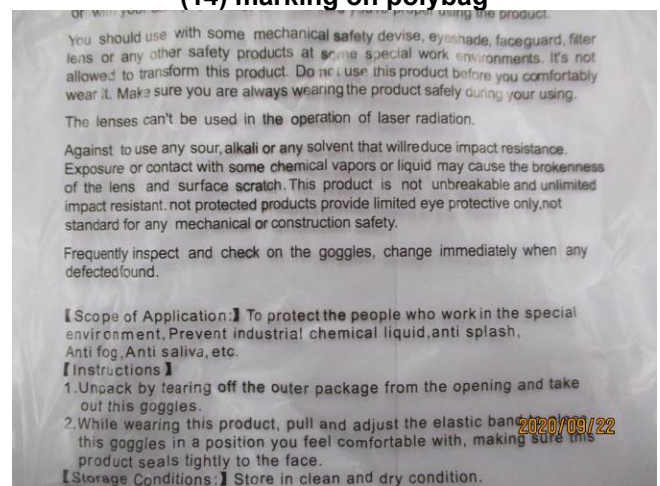 (14) marking on polybag
using the product.
You should use with some mechanical safety devise, eyeshade, faceguard, filter
lens or any other safety products at some special work environments. It's not
allowed to transform this product. Do not use this product before you comfortably
wear it. Make sure you are always wearing the product safely during your using.
The lenses can't be used in the operation of laser radiation.
Against to use any sour, alkali or any solvent that willreduce impact resistance.
Exposure or contact with some chemical vapors or liquid may cause the brokenness
of the lens and surface scratch. This product is not unbreakable and unlimited
impact resistant. not protected products provide limited eye protective only,not
standard for any mechanical or construction safety.
Frequently inspect and check on the goggles, change immediately when any
defectedfound.
【Scope of Application:】 To protect the people who work in the special
environment, Prevent industrial chemical liquid,anti splash,
Anti fog,Anti saliva, etc.
【Instructions】
1.Unpack by tearing off the outer package from the opening and take
out this goggles.
2.While wearing this product, pull and adjust the elastic band to
this goggles in a position you feel comfortable with, making sure this
product seals tightly to the face.
【Storage Conditions:】 Store in clean and dry condition.
2020/09/22